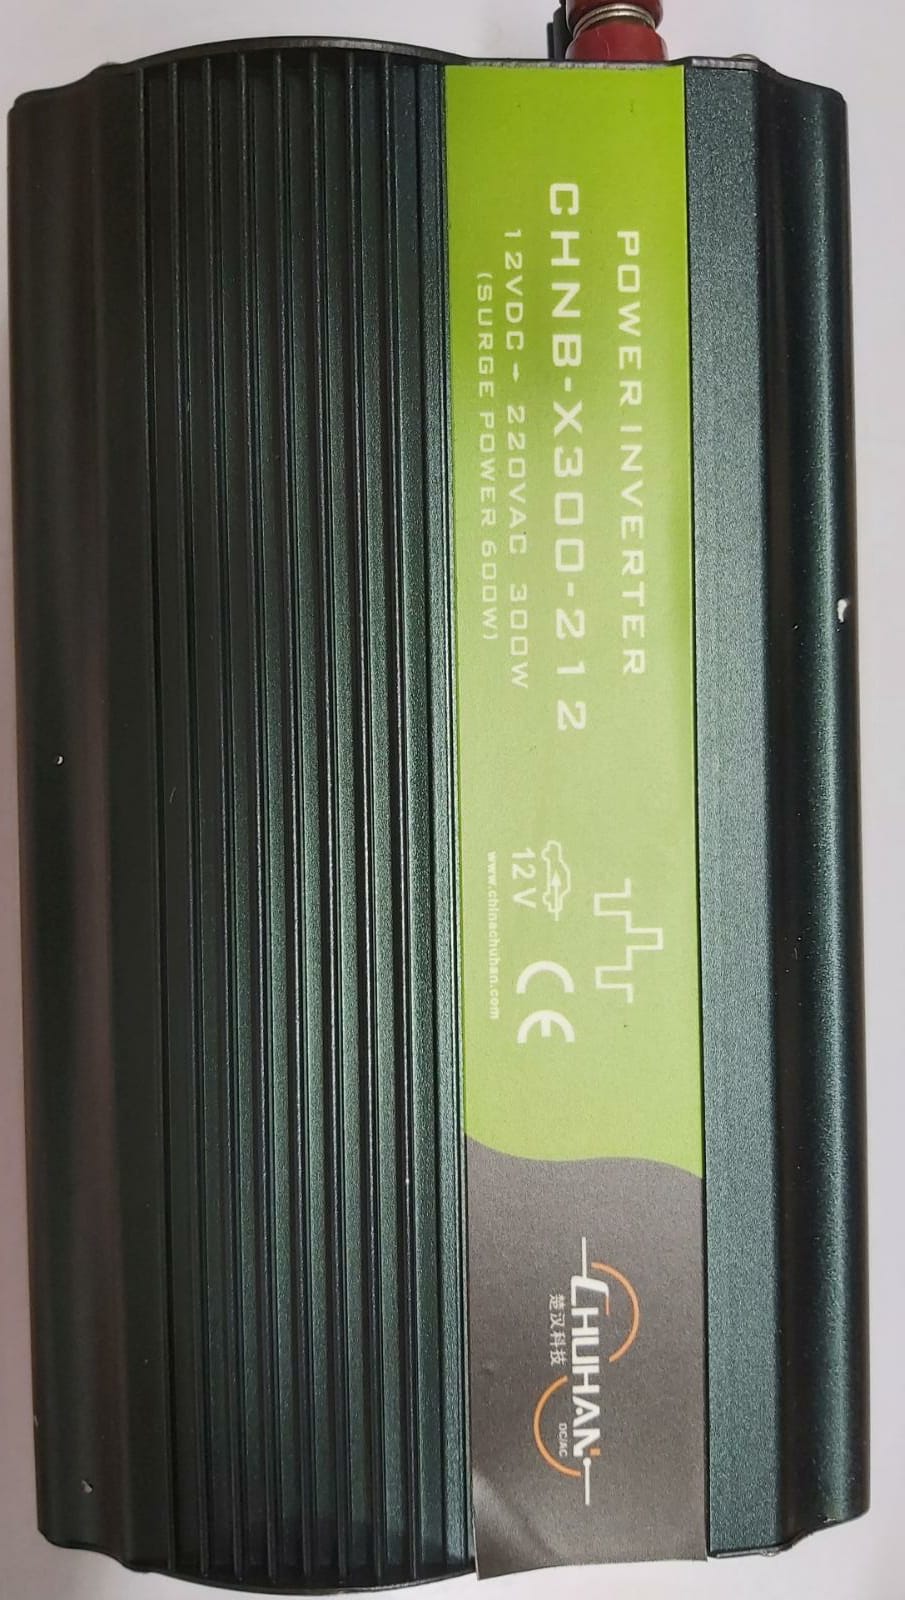 POWER INVERTER
CHNB-X300-212
12VDC→220VAC 300W
(SURGE POWER 600W)
12V
CE
www.chinachuhan.com
CHUHAN
楚汉科技
DC/AC